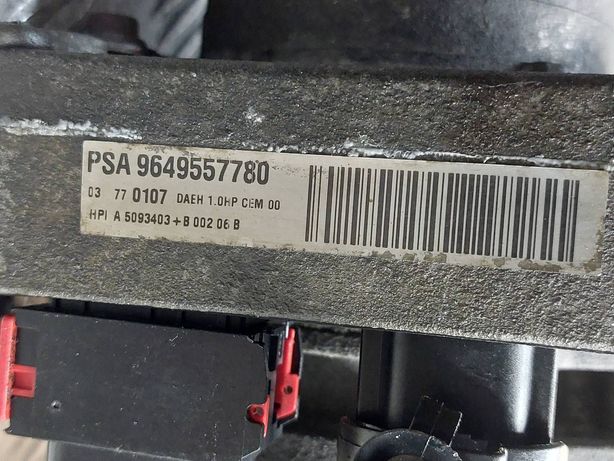 PSA 9649557780
03 77 0107 DAEH 1.0HP CEM 00
HPI A 5093403+B 002 06 B